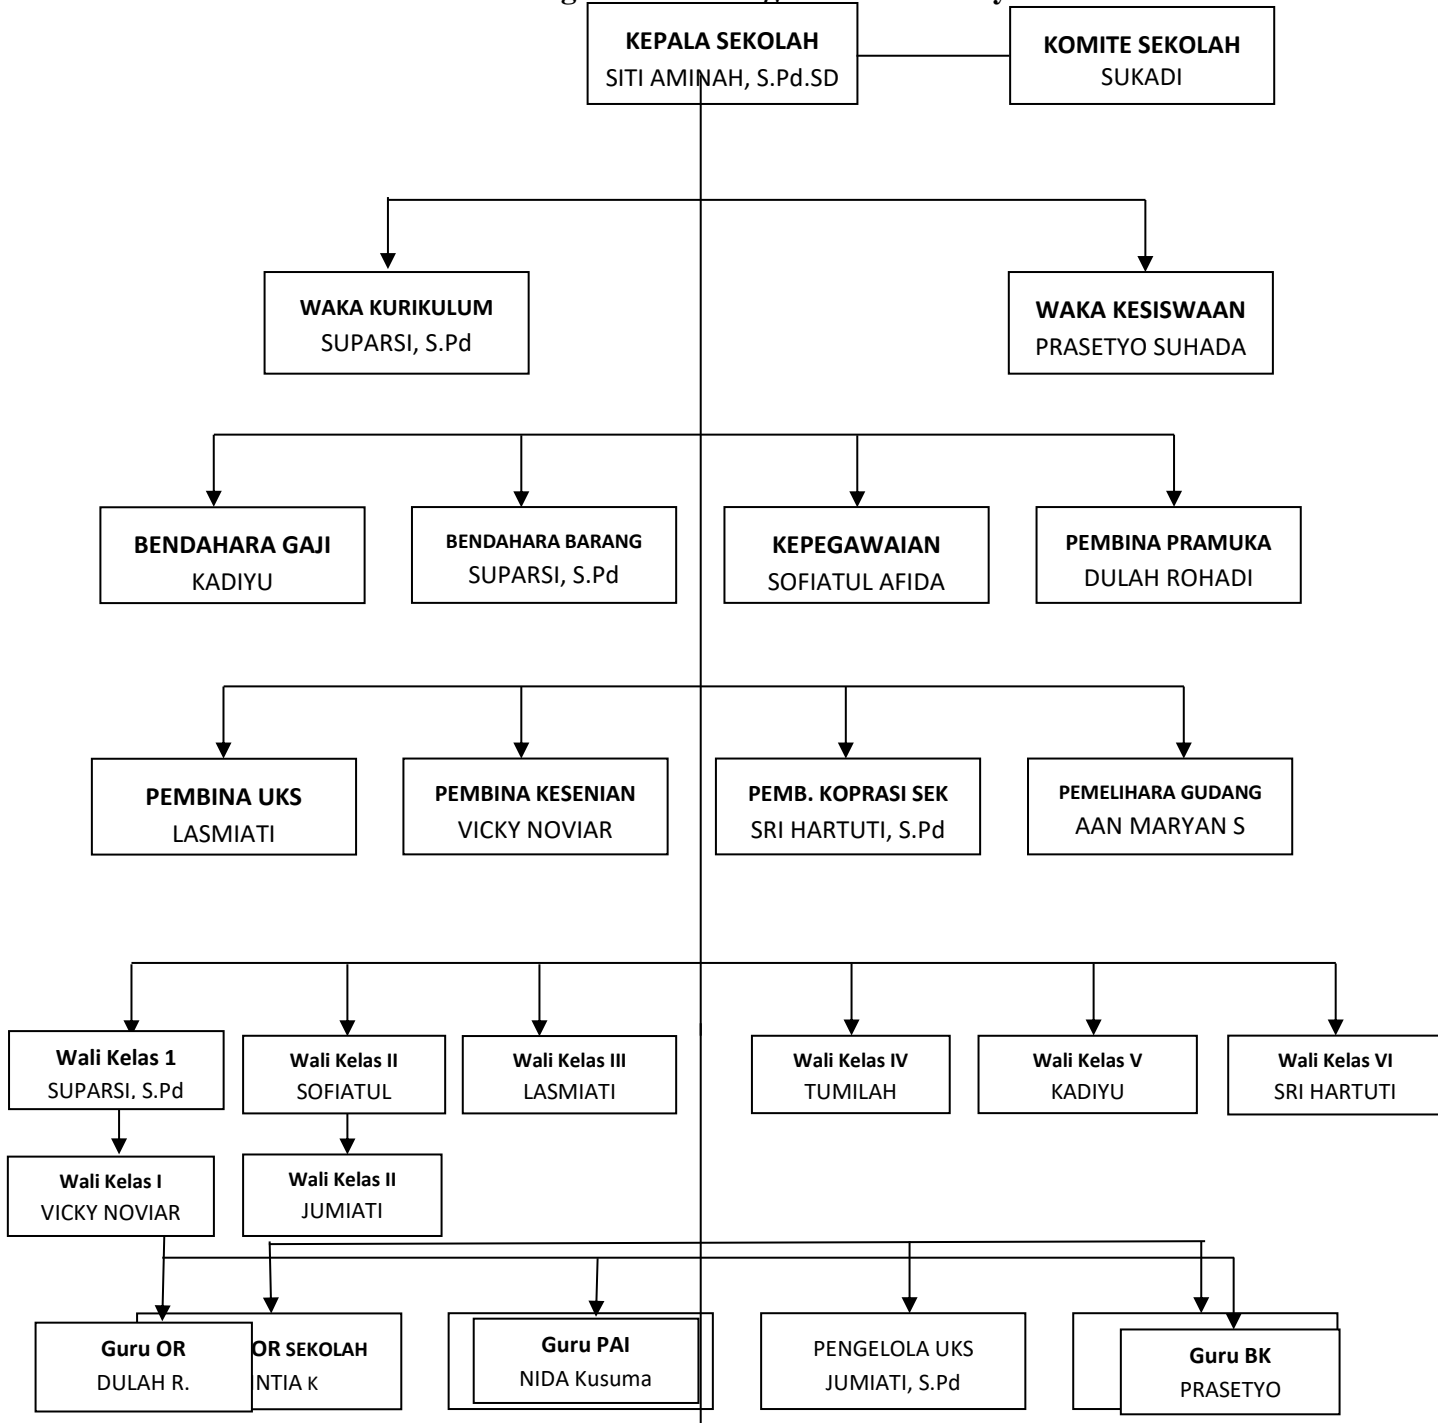 KEPALA SEKOLAH
SITI AMINAH, S.Pd.SD
KOMITE SEKOLAH
SUKADI
WAKA KURIKULUM
SUPARSI, S.Pd
WAKA KESISWAAN
PRASETYO SUHADA
BENDAHARA GAJI
KADIYU
BENDAHARA BARANG
SUPARSI, S.Pd
KEPEGAWAIAN
SOFIATUL AFIDA
PEMBINA PRAMUKA
DULAH ROHADI
PEMBINA UKS
LASMIATI
PEMBINA KESENIAN
VICKY NOVIAR
PEMB. KOPRASI SEK
SRI HARTUTI, S.Pd
PEMELIHARA GUDANG
AAN MARYAN S
Wali Kelas 1
SUPARSI, S.Pd
Wali Kelas II
SOFIATUL
Wali Kelas III
LASMIATI
Wali Kelas IV
TUMILAH
Wali Kelas V
KADIYU
Wali Kelas VI
SRI HARTUTI
Wali Kelas I
VICKY NOVIAR
Wali Kelas II
JUMIATI
Guru OR
DULAH R.
OR SEKOLAH
NTIA K
Guru PAI
NIDA Kusuma
PENGELOLA UKS
JUMIATI, S.Pd
Guru BK
PRASETYO